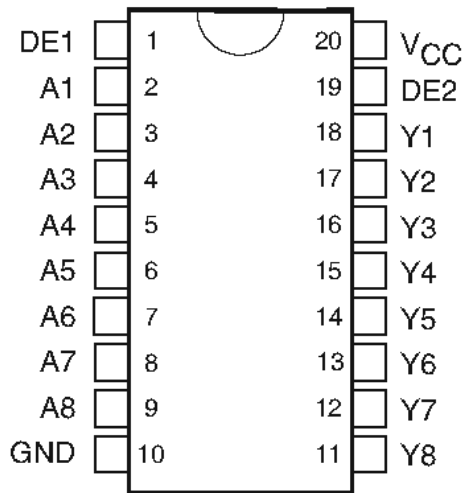 DE1 1 20 VCC
A1 2 19 DE2
A2 3 18 Y1
A3 4 17 Y2
A4 5 16 Y3
A5 6 15 Y4
A6 7 14 Y5
A7 8 13 Y6
A8 9 12 Y7
GND 10 11 Y8